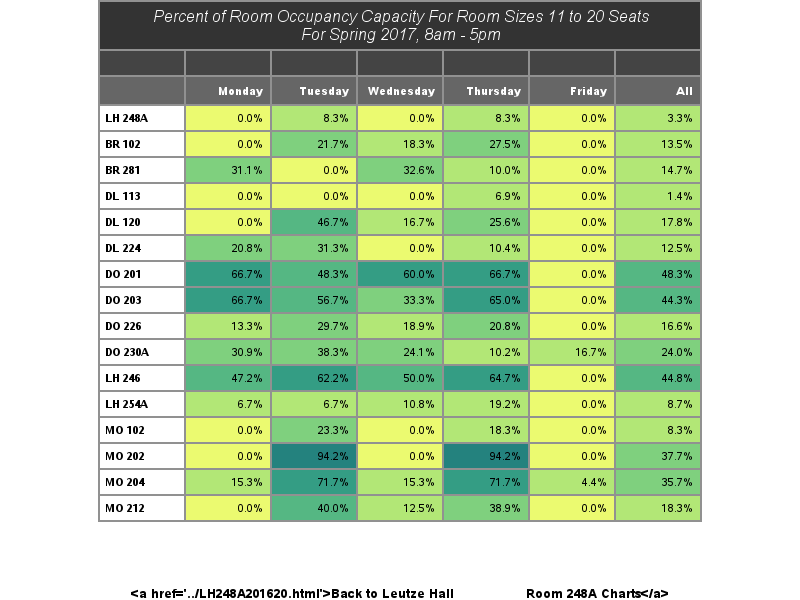 Percent of Room Occupancy Capacity For Room Sizes 11 to 20 Seats
For Spring 2017, 8am - 5pm
Monday Tuesday Wednesday Thursday Friday All
LH 248A 0.0% 8.3% 0.0% 8.3% 0.0% 3.3%
BR 102 0.0% 21.7% 18.3% 27.5% 0.0% 13.5%
BR 281 31.1% 0.0% 32.6% 10.0% 0.0% 14.7%
DL 113 0.0% 0.0% 0.0% 6.9% 0.0% 1.4%
DL 120 0.0% 46.7% 16.7% 25.6% 0.0% 17.8%
DL 224 20.8% 31.3% 0.0% 10.4% 0.0% 12.5%
DO 201 66.7% 48.3% 60.0% 66.7% 0.0% 48.3%
DO 203 66.7% 56.7% 33.3% 65.0% 0.0% 44.3%
DO 226 13.3% 29.7% 18.9% 20.8% 0.0% 16.6%
DO 230A 30.9% 38.3% 24.1% 10.2% 16.7% 24.0%
LH 246 47.2% 62.2% 50.0% 64.7% 0.0% 44.8%
LH 254A 6.7% 6.7% 10.8% 19.2% 0.0% 8.7%
MO 102 0.0% 23.3% 0.0% 18.3% 0.0% 8.3%
MO 202 0.0% 94.2% 0.0% 94.2% 0.0% 37.7%
MO 204 15.3% 71.7% 15.3% 71.7% 4.4% 35.7%
MO 212 0.0% 40.0% 12.5% 38.9% 0.0% 18.3%
<a href='../LH248A201620.html'>Back to Leutze Hall Room 248A Charts</a>